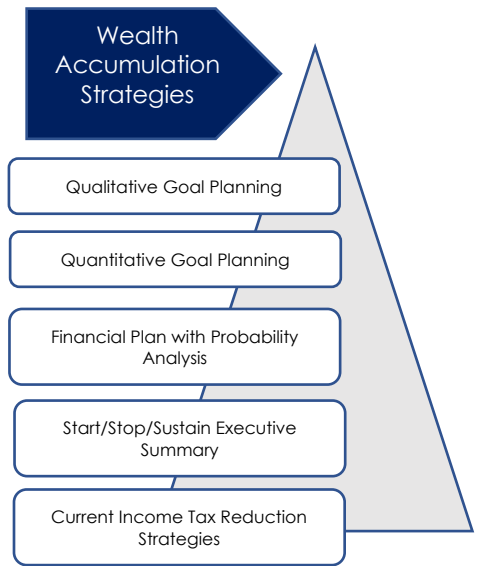 Wealth
Accumulation
Strategies
Qualitative Goal Planning
Quantitative Goal Planning
Financial Plan with Probability
Analysis
Start/Stop/Sustain Executive
Summary
Current Income Tax Reduction
Strategies